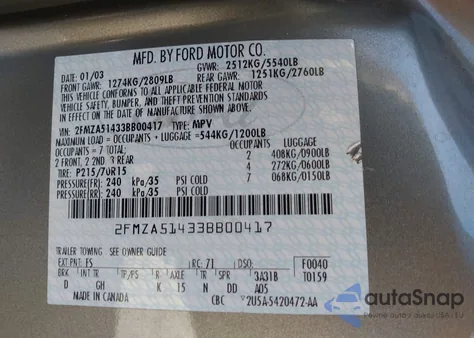 MFD. BY FORD MOTOR CO.
DATE: 01/03 GVWR: 2512KG/5540LB
FRONT GAWR: 1274KG/2809LB REAR GAWR: 1251KG/2760LB
THIS VEHICLE CONFORMS TO ALL APPLICABLE FEDERAL MOTOR
VEHICLE SAFETY, BUMPER, AND THEFT PREVENTION STANDARDS
IN EFFECT ON THE DATE OF MANUFACTURE SHOWN ABOVE.
VIN: 2FMZA51433BB00417 TYPE: MPV
MAXIMUM LOAD = OCCUPANTS + LUGGAGE =544KG/1200LB
OCCUPANTS = 7 TOTAL: OCCUPANTS LUGGAGE
2 FRONT, 2 2ND 3 REAR 2 408KG/0900LB
TIRE: P215/70R15 4 272KG/0600LB
PRESSURE(FR): 240 kPa/35 PSI COLD 7 068KG/0150LB
PRESSURE(RR): 240 kPa/35 PSI COLD
2FMZA51433BB00417
TRAILER TOWING - SEE OWNER GUIDE
EXT PNT: FS RC: 71 F0040
BRK INT TR TP/PS R AXLE TR SPR 3A31B T0159
D GH K 15 N DD A05
MADE IN CANADA CBC 2U5A-5420472-AA
autoSnap